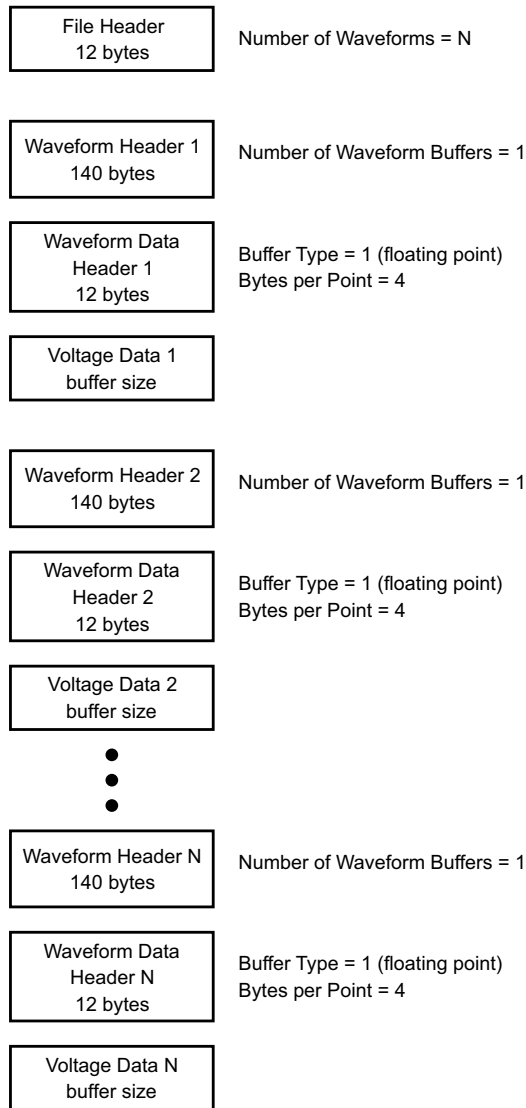 File Header
12 bytes
Number of Waveforms = N
Waveform Header 1
140 bytes
Number of Waveform Buffers = 1
Waveform Data
Header 1
12 bytes
Buffer Type = 1 (floating point)
Bytes per Point = 4
Voltage Data 1
buffer size
Waveform Header 2
140 bytes
Number of Waveform Buffers = 1
Waveform Data
Header 2
12 bytes
Buffer Type = 1 (floating point)
Bytes per Point = 4
Voltage Data 2
buffer size
Waveform Header N
140 bytes
Number of Waveform Buffers = 1
Waveform Data
Header N
12 bytes
Buffer Type = 1 (floating point)
Bytes per Point = 4
Voltage Data N
buffer size